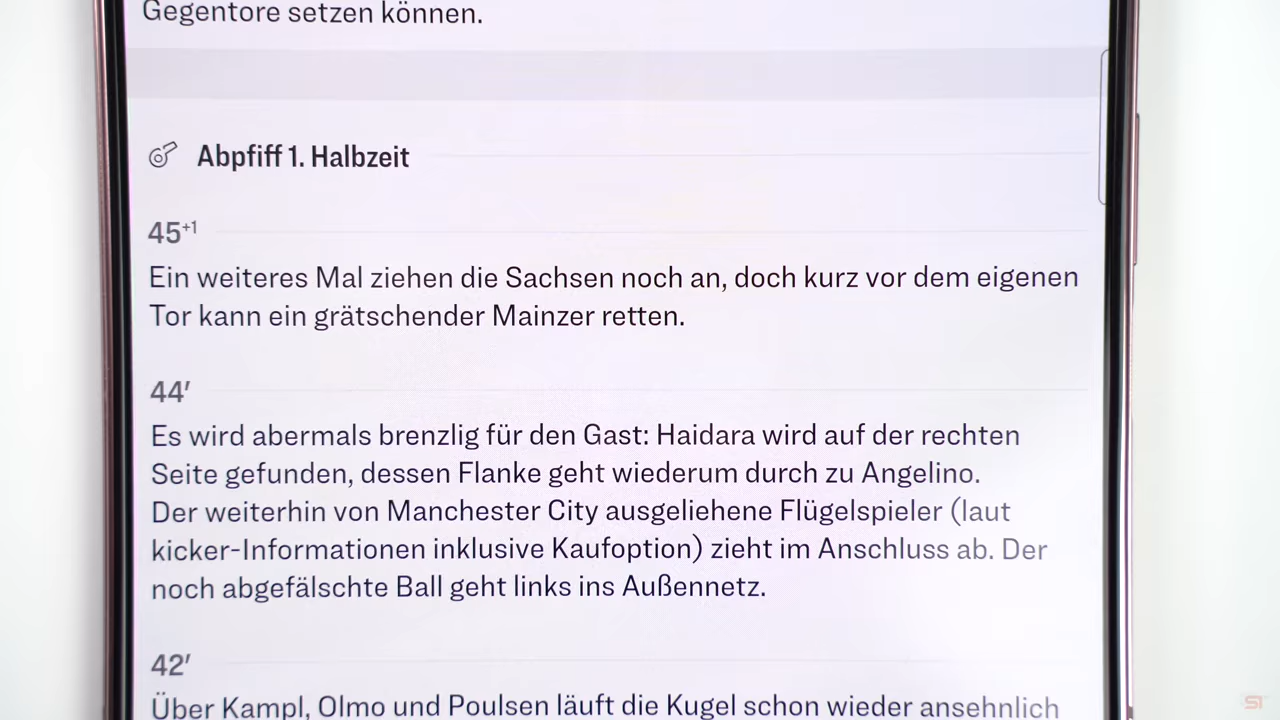 Gegentore setzen können.
Abpfiff 1. Halbzeit
45+1
Ein weiteres Mal ziehen die Sachsen noch an, doch kurz vor dem eigenen
Tor kann ein grätschender Mainzer retten.
44′
Es wird abermals brenzlig für den Gast: Haidara wird auf der rechten
Seite gefunden, dessen Flanke geht wiederum durch zu Angelino.
Der weiterhin von Manchester City ausgeliehene Flügelspieler (laut
kicker-Informationen inklusive Kaufoption) zieht im Anschluss ab. Der
noch abgefälschte Ball geht links ins Außennetz.
42′
Über Kampl, Olmo und Poulsen läuft die Kugel schon wieder ansehnlich